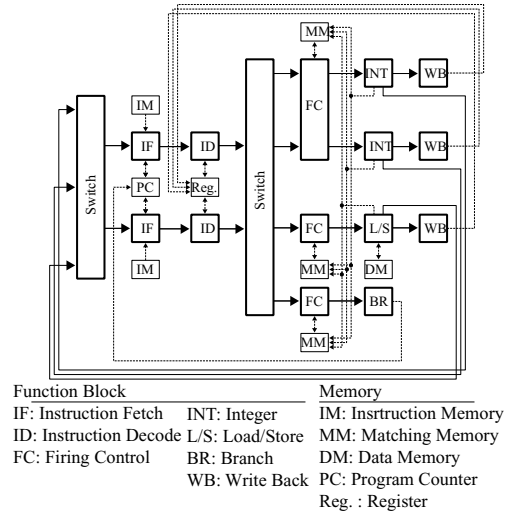 MM
INT
WB
IM
FC
IF
ID
INT
WB
Switch
PC
Reg.
Switch
IF
ID
FC
L/S
WB
IM
MM
DM
FC
BR
MM
Function Block
Memory
IF: Instruction Fetch
INT: Integer
IM: Insrtruction Memory
ID: Instruction Decode
L/S: Load/Store
MM: Matching Memory
FC: Firing Control
BR: Branch
DM: Data Memory
WB: Write Back
PC: Program Counter
Reg. : Register